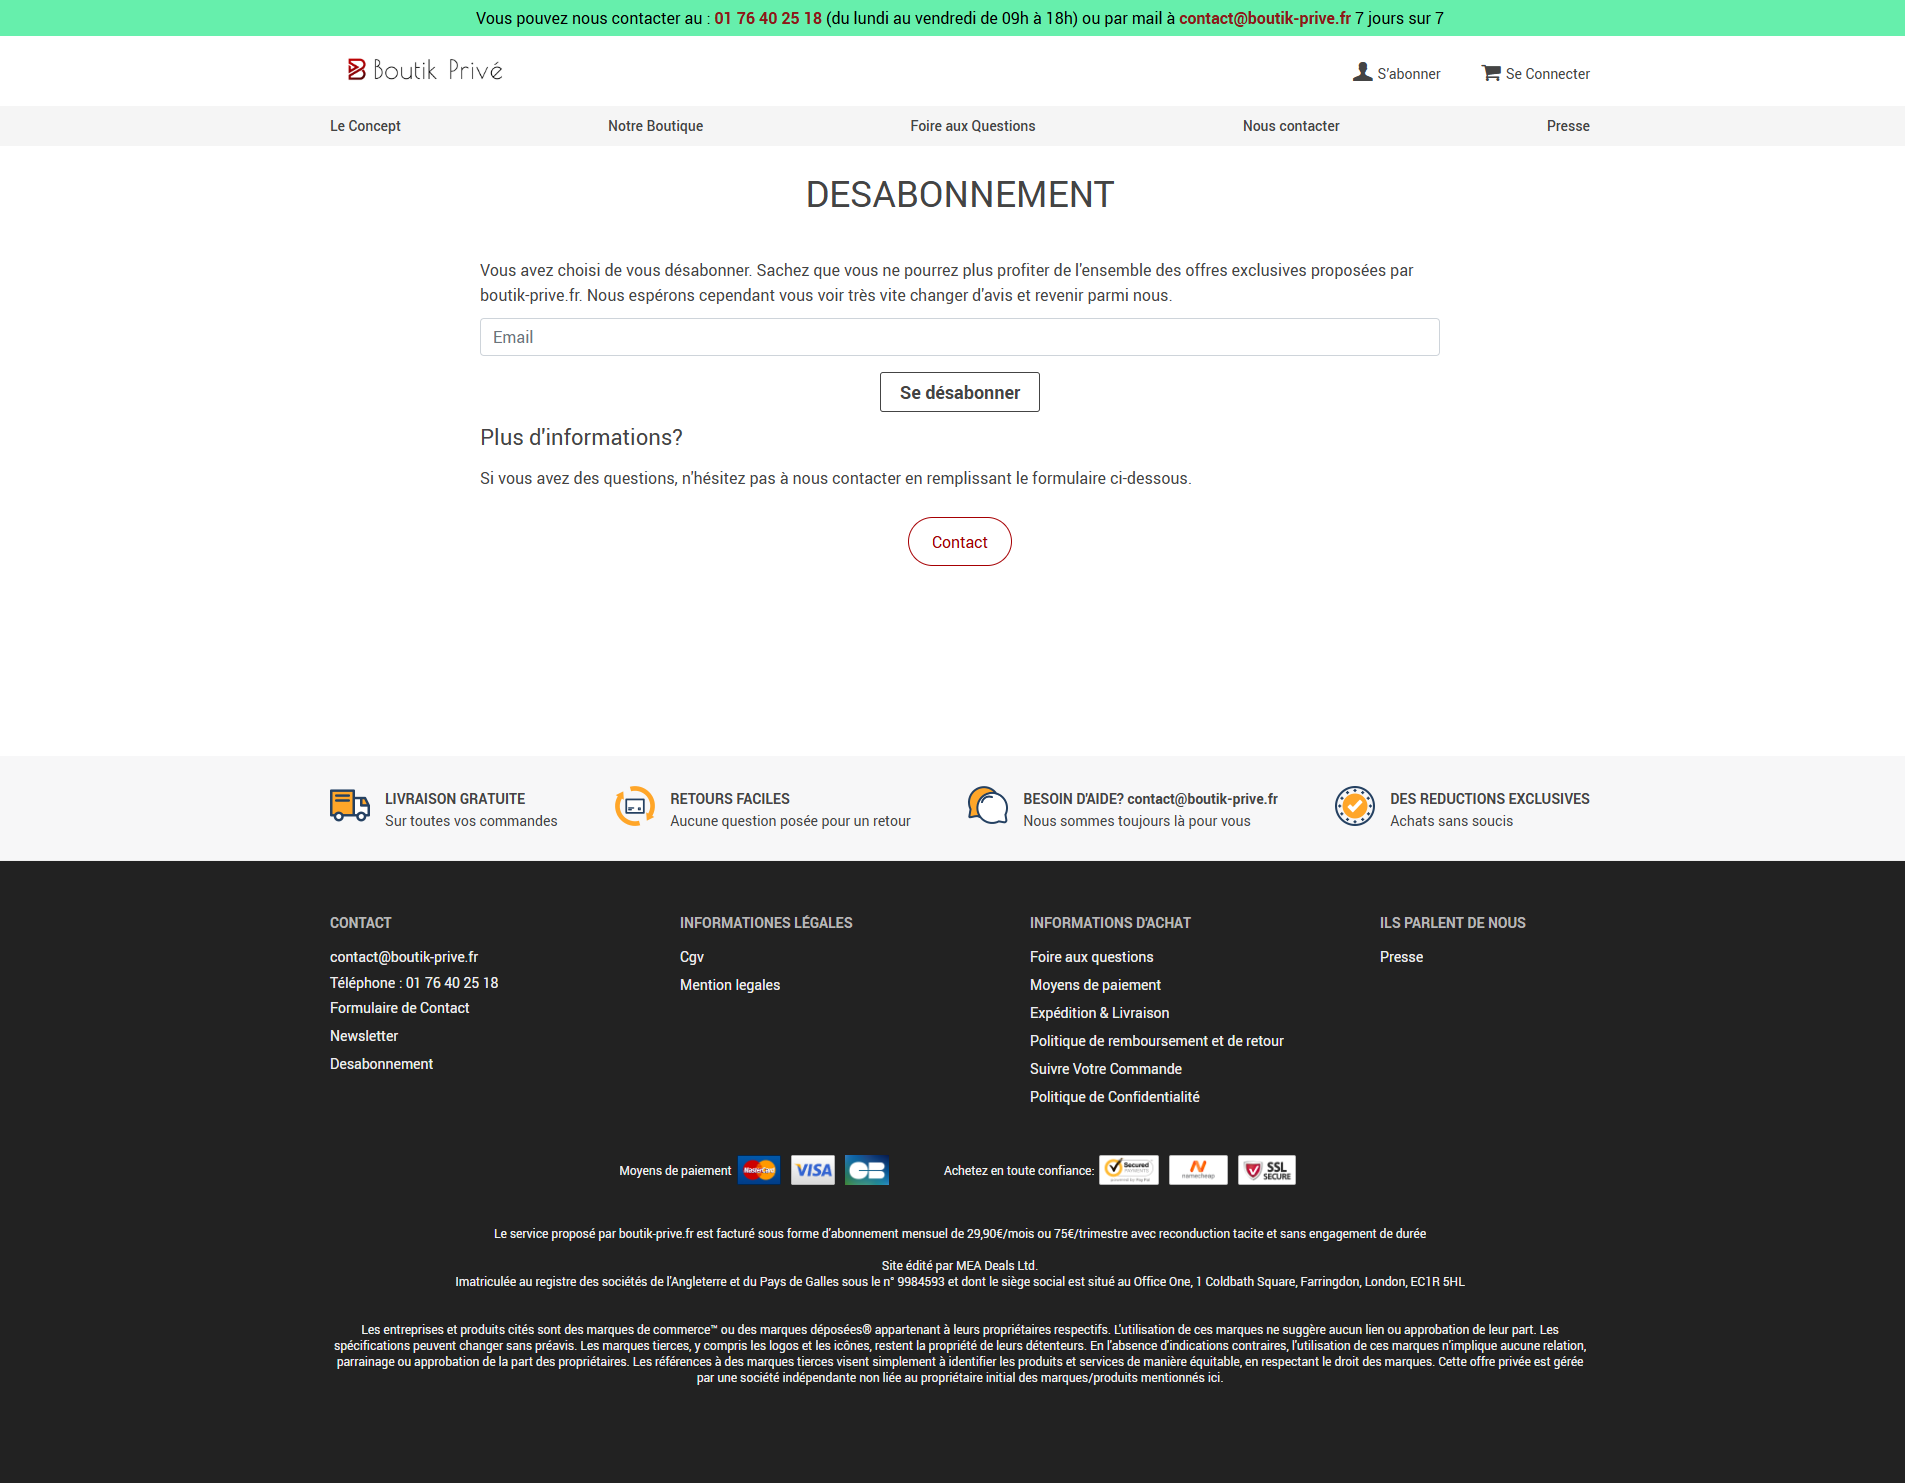 Vous pouvez nous contacter au : 01 76 40 25 18 (du lundi au vendredi de 09h à 18h) ou par mail à contact@boutik-prive.fr 7 jours sur 7
Boutik Privé
S'abonner
Se Connecter
Le Concept
Notre Boutique
Foire aux Questions
Nous contacter
Presse
DESABONNEMENT
Vous avez choisi de vous désabonner. Sachez que vous ne pourrez plus profiter de l'ensemble des offres exclusives proposées par
boutik-prive.fr. Nous espérons cependant vous voir très vite changer d'avis et revenir parmi nous.
Email
Se désabonner
Plus d'informations?
Si vous avez des questions, n'hésitez pas à nous contacter en remplissant le formulaire ci-dessous.
Contact
LIVRAISON GRATUITE
Sur toutes vos commandes
RETOURS FACILES
Aucune question posée pour un retour
BESOIN D'AIDE? contact@boutik-prive.fr
Nous sommes toujours là pour vous
DES REDUCTIONS EXCLUSIVES
Achats sans soucis
CONTACT
contact@boutik-prive.fr
Téléphone : 01 76 40 25 18
Formulaire de Contact
Newsletter
Desabonnement
INFORMATIONES LÉGALES
Cgv
Mention legales
INFORMATIONS D'ACHAT
Foire aux questions
Moyens de paiement
Expédition & Livraison
Politique de remboursement et de retour
Suivre Votre Commande
Politique de Confidentialité
ILS PARLENT DE NOUS
Presse
Moyens de paiement
MasterCard
VISA
CB
Achetez en toute confiance:
Secured
PAYMENTS
powered by PayPal
N
namecheap
SSL
SECURE
Le service proposé par boutik-prive.fr est facturé sous forme d'abonnement mensuel de 29,90€/mois ou 75€/trimestre avec reconduction tacite et sans engagement de durée
Site édité par MEA Deals Ltd.
Imatriculée au registre des sociétés de l'Angleterre et du Pays de Galles sous le n° 9984593 et dont le siège social est situé au Office One, 1 Coldbath Square, Farringdon, London, EC1R 5HL
Les entreprises et produits cités sont des marques de commerce™ ou des marques déposées® appartenant à leurs propriétaires respectifs. L'utilisation de ces marques ne suggère aucun lien ou approbation de leur part. Les
spécifications peuvent changer sans préavis. Les marques tierces, y compris les logos et les icônes, restent la propriété de leurs détenteurs. En l'absence d'indications contraires, l'utilisation de ces marques n'implique aucune relation,
parrainage ou approbation de la part des propriétaires. Les références à des marques tierces visent simplement à identifier les produits et services de manière équitable, en respectant le droit des marques. Cette offre privée est gérée
par une société indépendante non liée au propriétaire initial des marques/produits mentionnés ici.